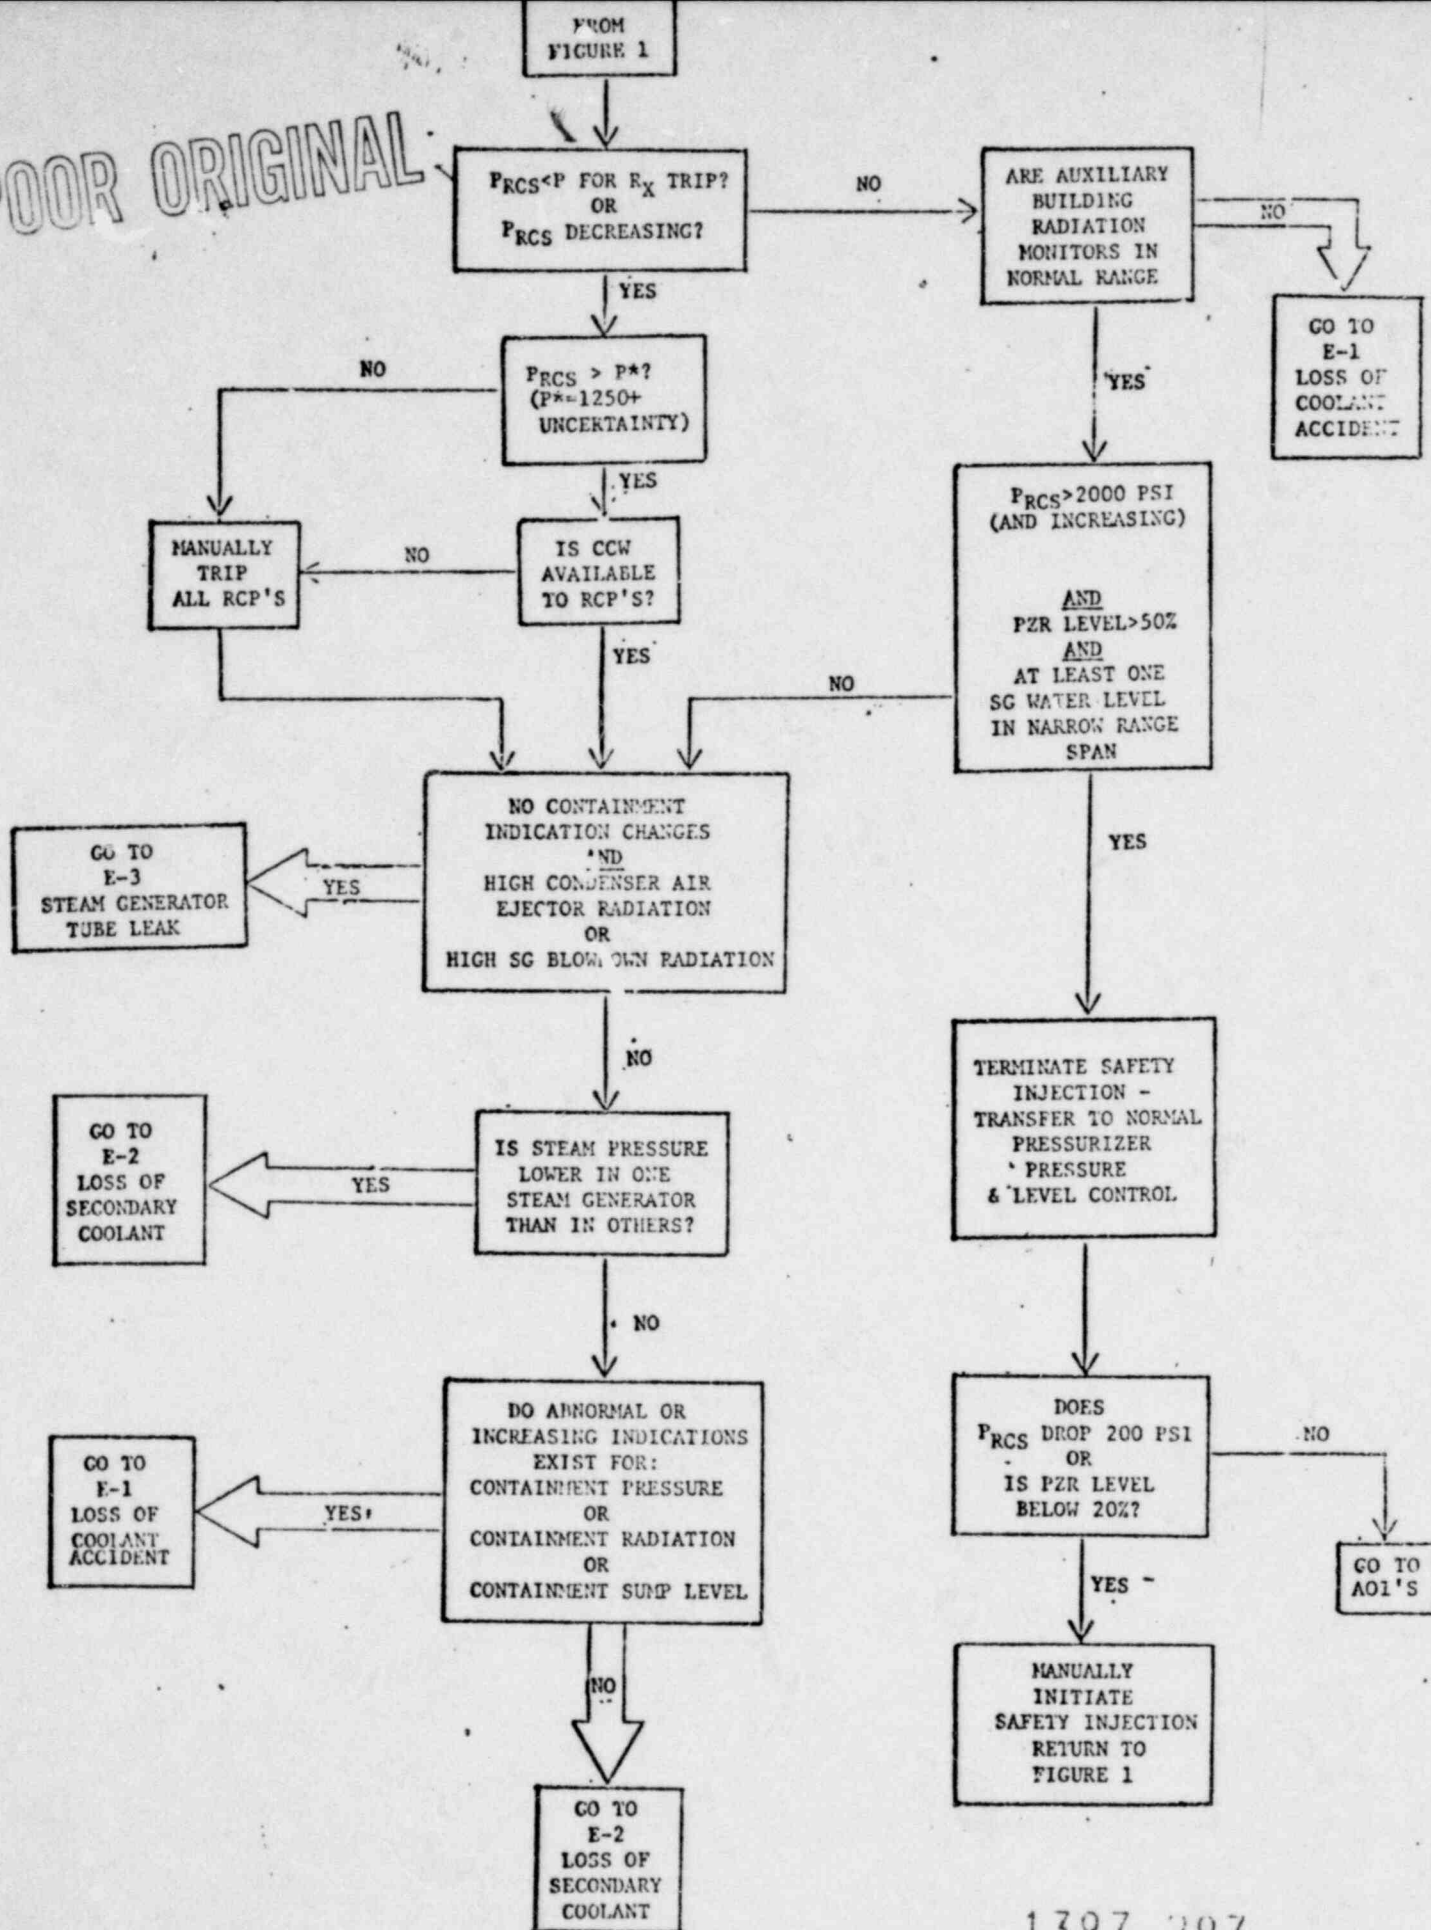 FROM
FIGURE 1
POOR ORIGINAL
PRCS<P FOR RX TRIP?
OR
PRCS DECREASING?
NO
ARE AUXILIARY
BUILDING
RADIATION
MONITORS IN
NORMAL RANGE
NO
GO TO
E-1
LOSS OF
COOLANT
ACCIDENT
YES
PRCS > P*?
(P*=1250+
UNCERTAINTY)
NO
YES
YES
PRCS>2000 PSI
(AND INCREASING)
AND
PZR LEVEL>50%
AND
AT LEAST ONE
SG WATER LEVEL
IN NARROW RANGE
SPAN
MANUALLY
TRIP
ALL RCP'S
NO
IS CCW
AVAILABLE
TO RCP'S?
YES
NO
NO CONTAINMENT
INDICATION CHANGES
AND
HIGH CONDENSER AIR
EJECTOR RADIATION
OR
HIGH SG BLOWDOWN RADIATION
YES
GO TO
E-3
STEAM GENERATOR
TUBE LEAK
YES
NO
TERMINATE SAFETY
INJECTION -
TRANSFER TO NORMAL
PRESSURIZER
PRESSURE
& LEVEL CONTROL
GO TO
E-2
LOSS OF
SECONDARY
COOLANT
YES
IS STEAM PRESSURE
LOWER IN ONE
STEAM GENERATOR
THAN IN OTHERS?
NO
DOES
PRCS DROP 200 PSI
OR
IS PZR LEVEL
BELOW 20%?
NO
GO TO
AOI'S
DO ABNORMAL OR
INCREASING INDICATIONS
EXIST FOR:
CONTAINMENT PRESSURE
OR
CONTAINMENT RADIATION
OR
CONTAINMENT SUMP LEVEL
YES
GO TO
E-1
LOSS OF
COOLANT
ACCIDENT
YES
MANUALLY
INITIATE
SAFETY INJECTION
RETURN TO
FIGURE 1
NO
GO TO
E-2
LOSS OF
SECONDARY
COOLANT